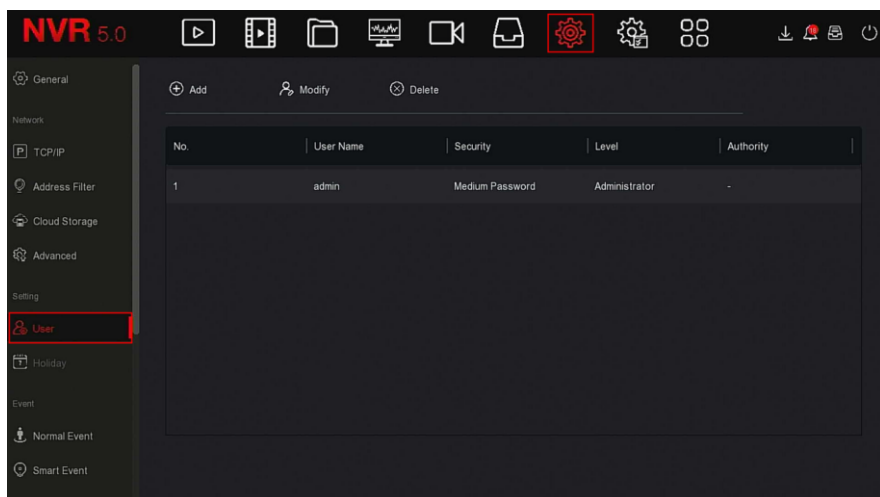 NVR 5.0
General
Network
TCP/IP
Address Filter
Cloud Storage
Advanced
Setting
User
Holiday
Event
Normal Event
Smart Event
Add Modify Delete
No. User Name Security Level Authority
1 admin Medium Password Administrator -